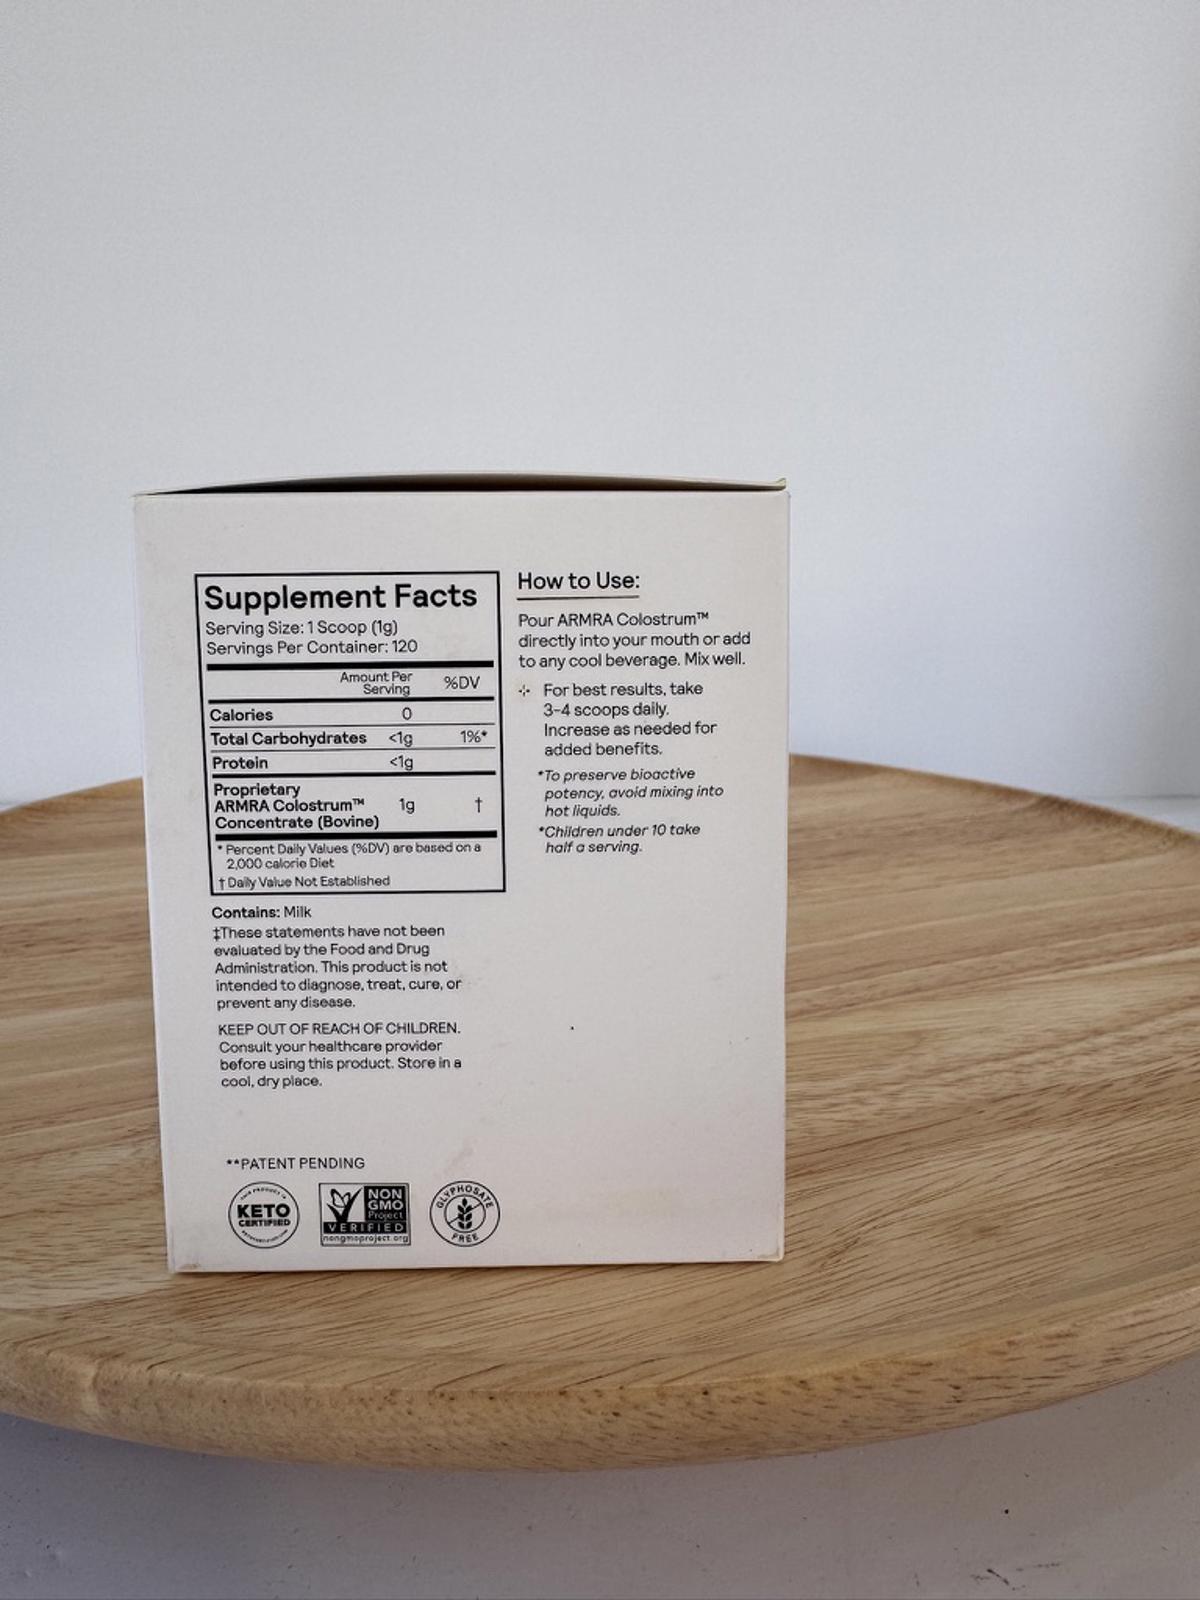 Supplement Facts
Serving Size: 1 Scoop (1g)
Servings Per Container: 120
Amount Per
Serving
%DV
Calories 0
Total Carbohydrates <1g 1%*
Protein <1g
Proprietary
ARMRA Colostrum™ 1g †
Concentrate (Bovine)
* Percent Daily Values (%DV) are based on a
2,000 calorie Diet
† Daily Value Not Established
Contains: Milk
‡These statements have not been
evaluated by the Food and Drug
Administration. This product is not
intended to diagnose, treat, cure, or
prevent any disease.
KEEP OUT OF REACH OF CHILDREN.
Consult your healthcare provider
before using this product. Store in a
cool, dry place.
**PATENT PENDING
THIS PRODUCT IS
KETO
CERTIFIED
NON
GMO
Project
VERIFIED
nongmoproject.org
GLYPHOSATE
FREE
How to Use:
Pour ARMRA Colostrum™
directly into your mouth or add
to any cool beverage. Mix well.
For best results, take
3-4 scoops daily.
Increase as needed for
added benefits.
*To preserve bioactive
potency, avoid mixing into
hot liquids.
*Children under 10 take
half a serving.